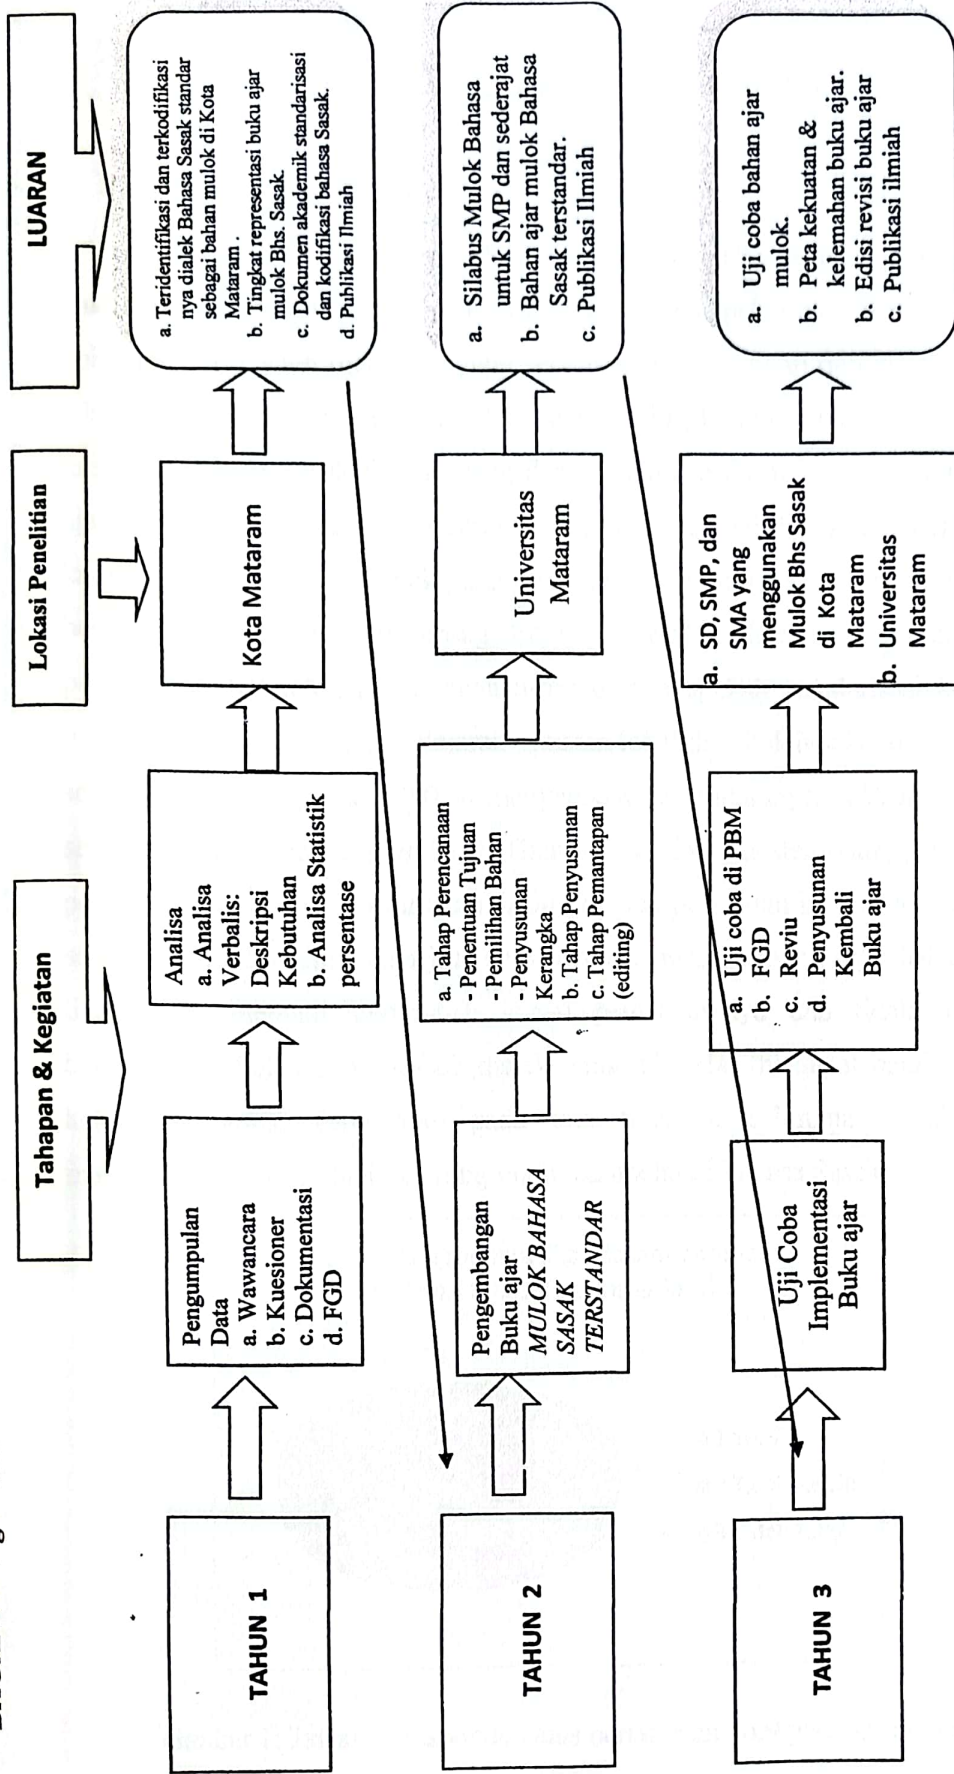 Tahapan & Kegiatan
Lokasi Penelitian
LUARAN
TAHUN 1
Pengumpulan
Data
a. Wawancara
b. Kuesioner
c. Dokumentasi
d. FGD
Analisa
a. Analisa
Verbalis:
Deskripsi
Kebutuhan
b. Analisa Statistik
persentase
Kota Mataram
a. Teridentifikasi dan terkodifikasi
nya dialek Bahasa Sasak standar
sebagai bahan mulok di Kota
Mataram .
b. Tingkat representasi buku ajar
mulok Bhs. Sasak.
c. Dokumen akademik standarisasi
dan kodifikasi bahasa Sasak.
d. Publikasi Ilmiah
TAHUN 2
Pengembangan
Buku ajar
MULOK BAHASA
SASAK
TERSTANDAR
a. Tahap Perencanaan
- Penentuan Tujuan
- Pemilihan Bahan
- Penyusunan
Kerangka
b. Tahap Penyusunan
c. Tahap Pemantapan
(editing)
Universitas
Mataram
a. Silabus Mulok Bahasa
untuk SMP dan sederajat
b. Bahan ajar mulok Bahasa
Sasak terstandar.
c. Publikasi Ilmiah
TAHUN 3
Uji Coba
Implementasi
Buku ajar
a. Uji coba di PBM
b. FGD
c. Reviu
d. Penyusunan
Kembali
Buku ajar
a. SD, SMP, dan
SMA yang
menggunakan
Mulok Bhs Sasak
di Kota
Mataram
b. Universitas
Mataram
a. Uji coba bahan ajar
mulok.
b. Peta kekuatan &
kelemahan buku ajar.
b. Edisi revisi buku ajar
c. Publikasi ilmiah